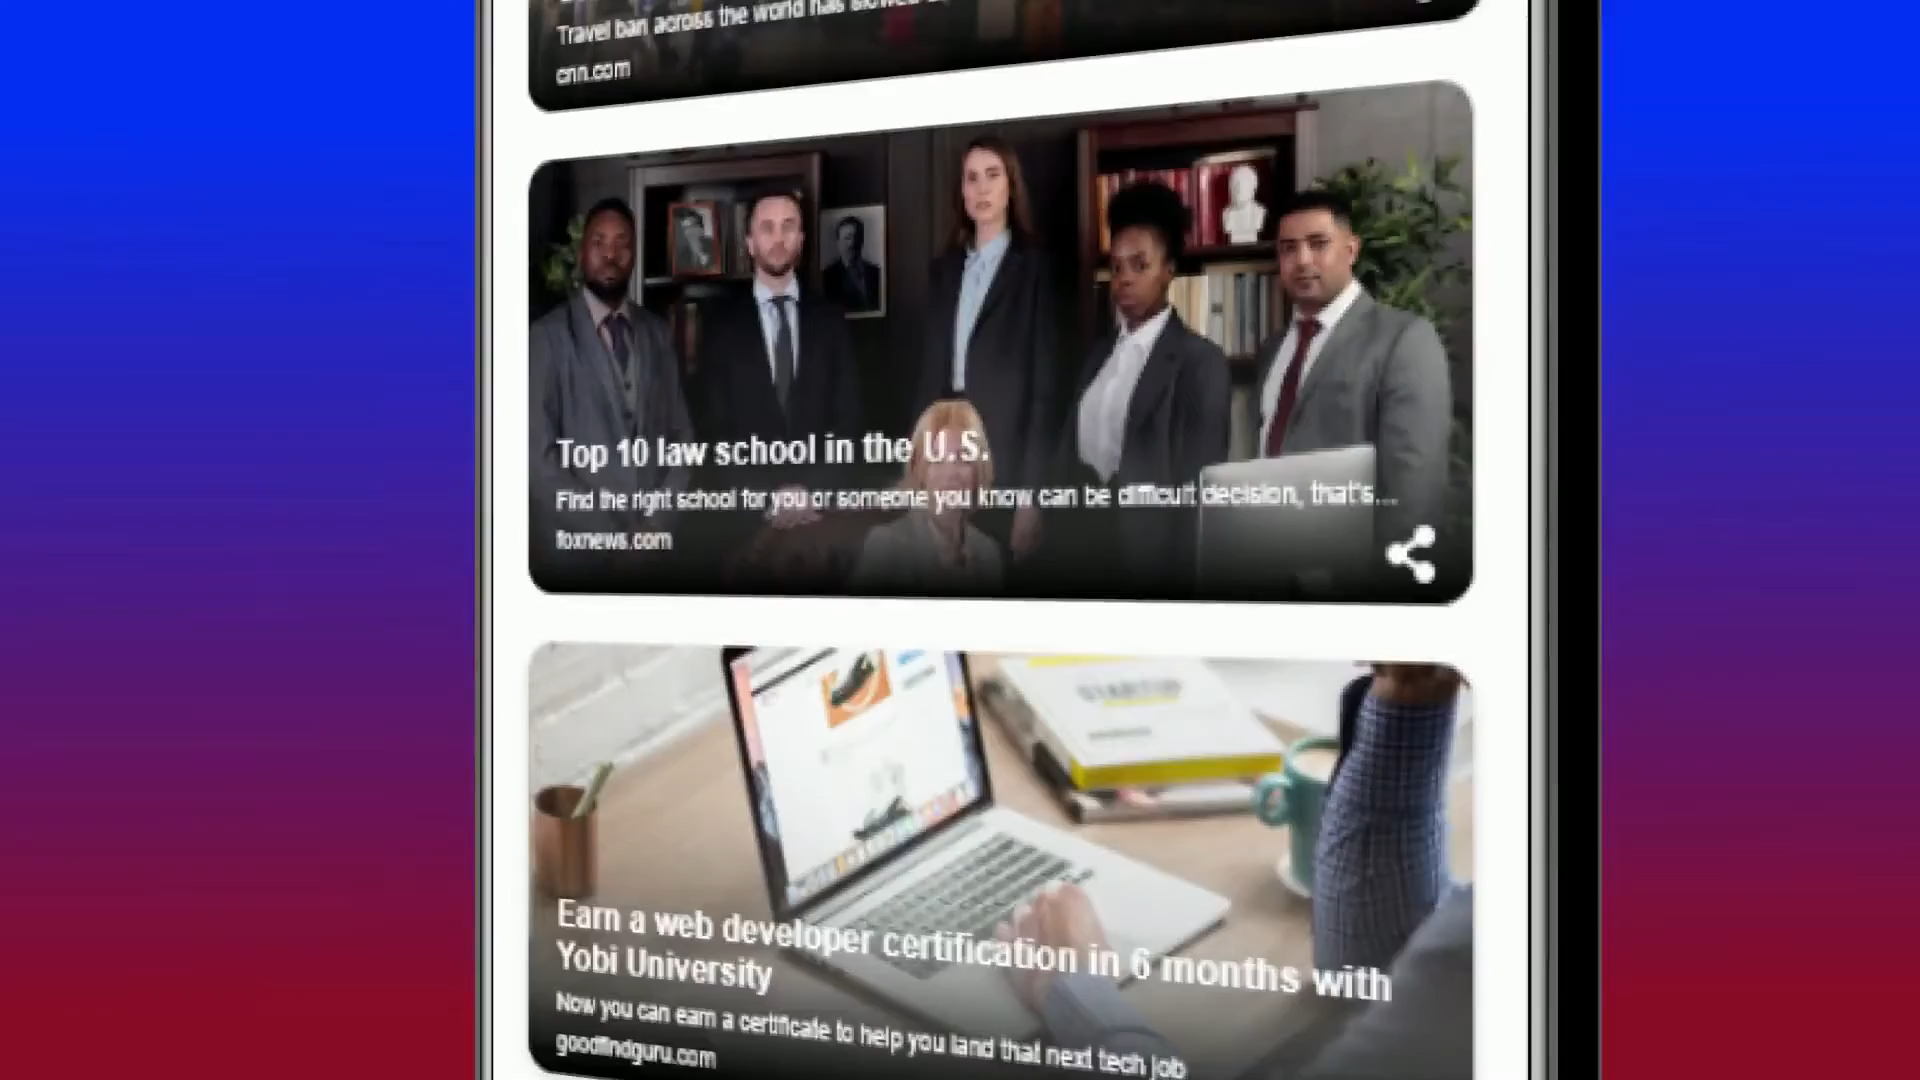 Travel ban across the world has slowed
cnn.com
Top 10 law school in the U.S.
Find the right school for you or someone you know can be difficult decision, that's...
foxnews.com
STARTUP
Earn a web developer certification in 6 months with
Yobi University
Now you can earn a certificate to help you land that next tech job
goodfindguru.com